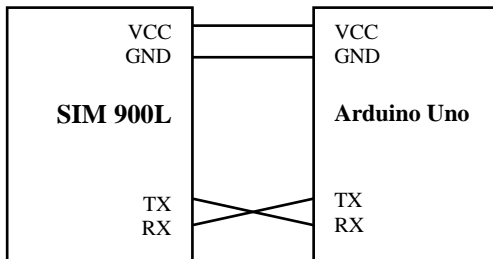 VCC VCC
GND GND
SIM 900L Arduino Uno
TX TX
RX RX